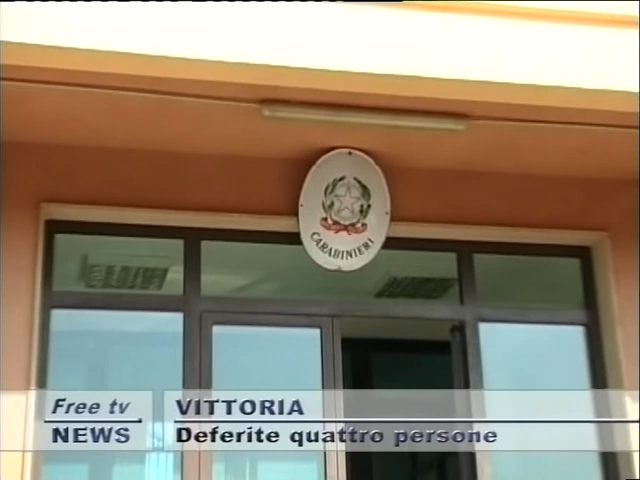 CARABINIERI
Free tv
NEWS
VITTORIA
Deferite quattro persone